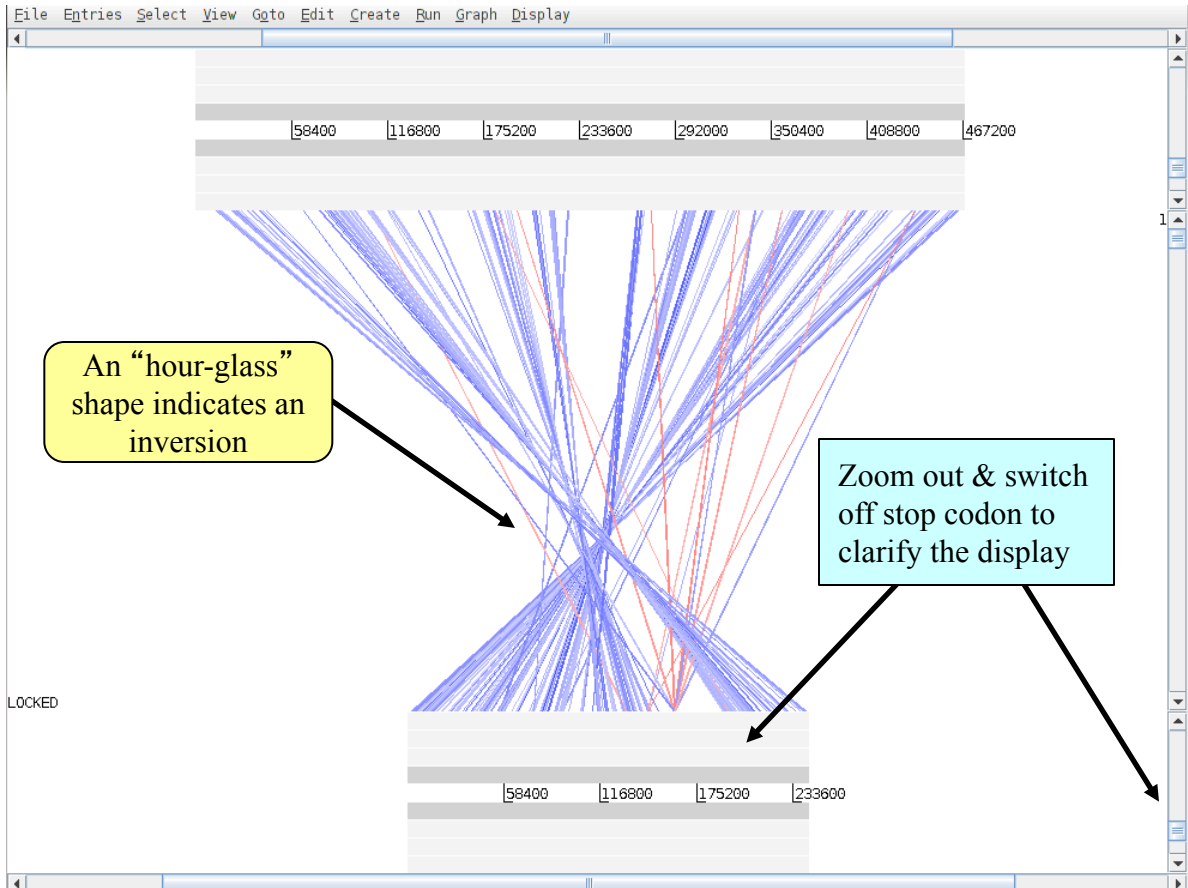 File Entries Select View Goto Edit Create Run Graph Display
58400 116800 175200 233600 292000 350400 408800 467200
1
An “hour-glass”
shape indicates an
inversion
Zoom out & switch
off stop codon to
clarify the display
LOCKED
58400 116800 175200 233600